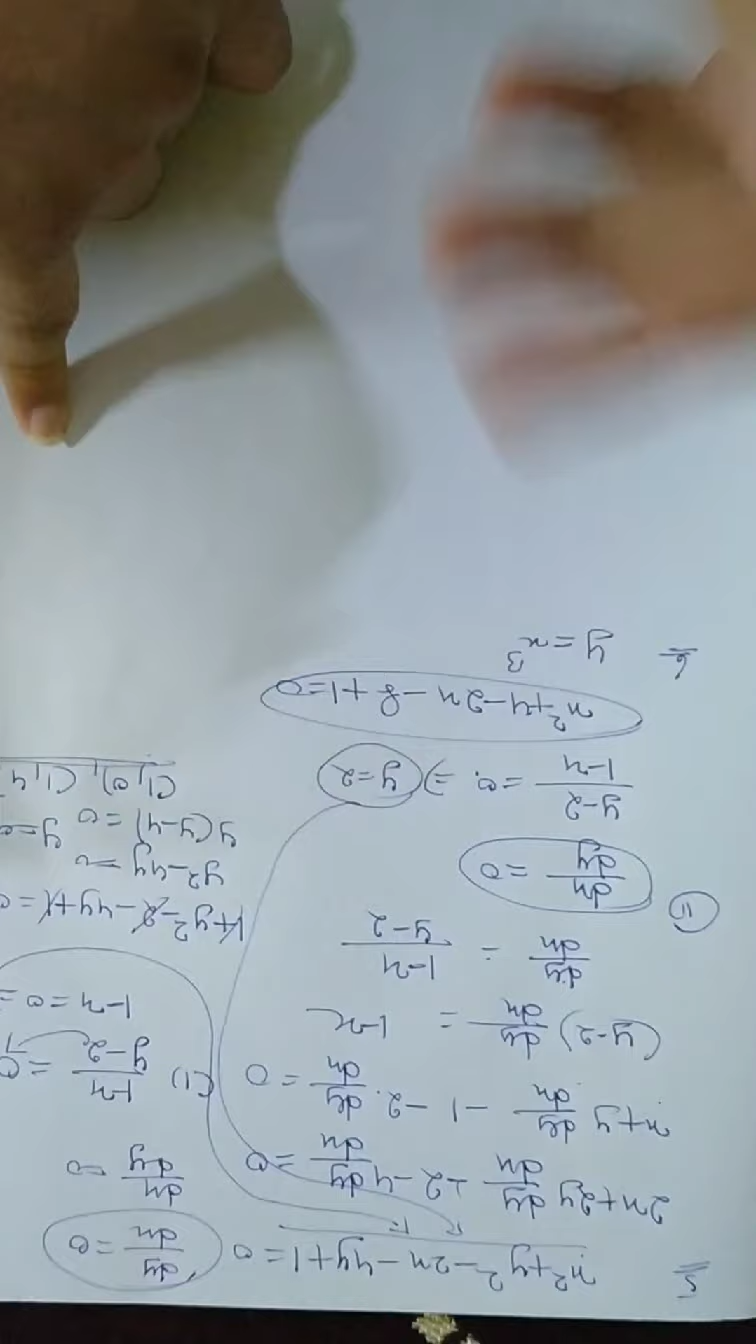 5 x²+y²-2x-4y+1=0 (dy/dx = 0)
2x+2y dy/dx -2-4 dy/dx = 0
dx/dy = 0
x+y dy/dx -1 -2. dy/dx = 0
(1) 1-x/y-2 = 0/1
(y-2) dy/dx = 1-x
1-x=0 =
dy/dx = 1-x/y-2
1+y²-2-4y+1=0
(ii) dx/dy = 0
y²-4y=0
y(y-4)=0 y=0
y-2/1-x = 0. ⇒ y=2
(1,0), (1,4
x²+4-2x-8+1=0
6 y=x³